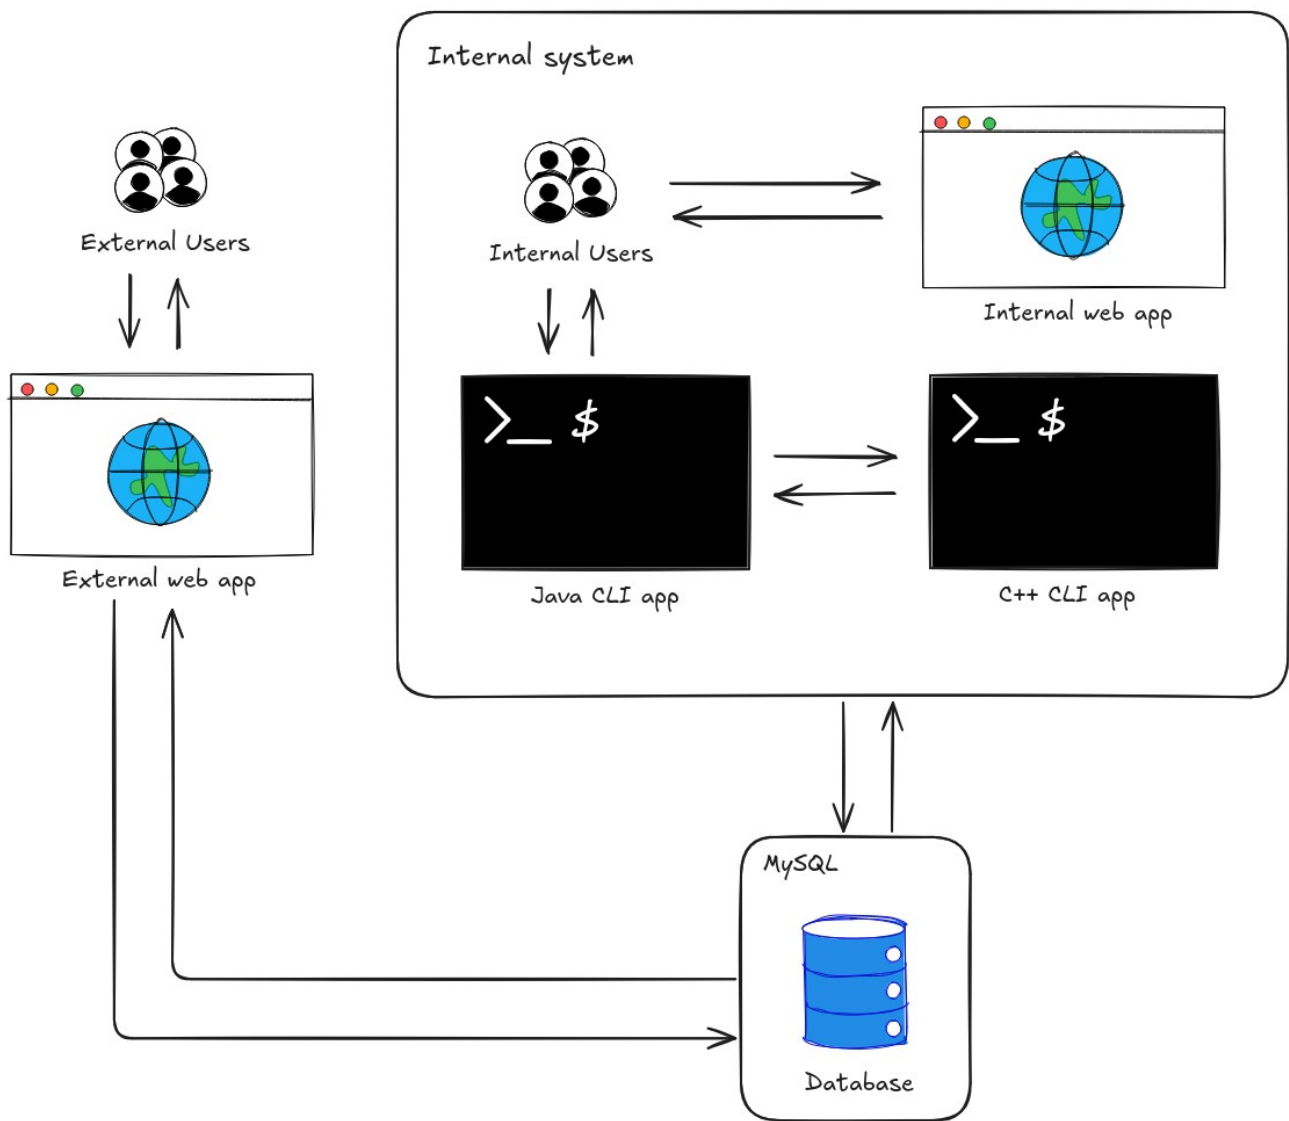 Internal system
External Users
Internal Users
Internal web app
>_ $
>_ $
External web app
Java CLI app
C++ CLI app
MySQL
Database